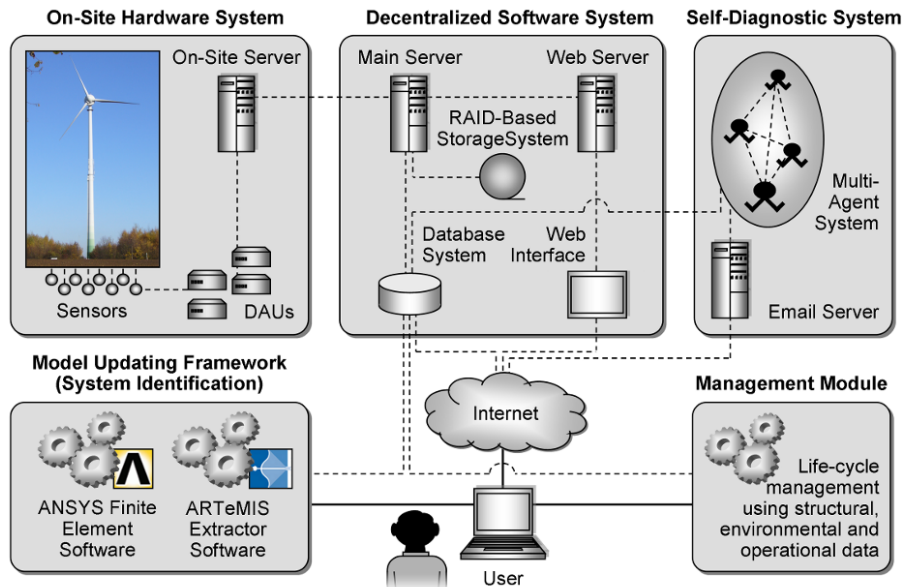 On-Site Hardware System
Decentralized Software System
Self-Diagnostic System
On-Site Server
Main Server
Web Server
RAID-Based
StorageSystem
Multi-
Agent
System
Database
System
Web
Interface
Sensors
DAUs
Email Server
Model Updating Framework
(System Identification)
Management Module
Internet
ANSYS Finite
Element
Software
ARTeMIS
Extractor
Software
Life-cycle
management
using structural,
environmental and
operational data
User